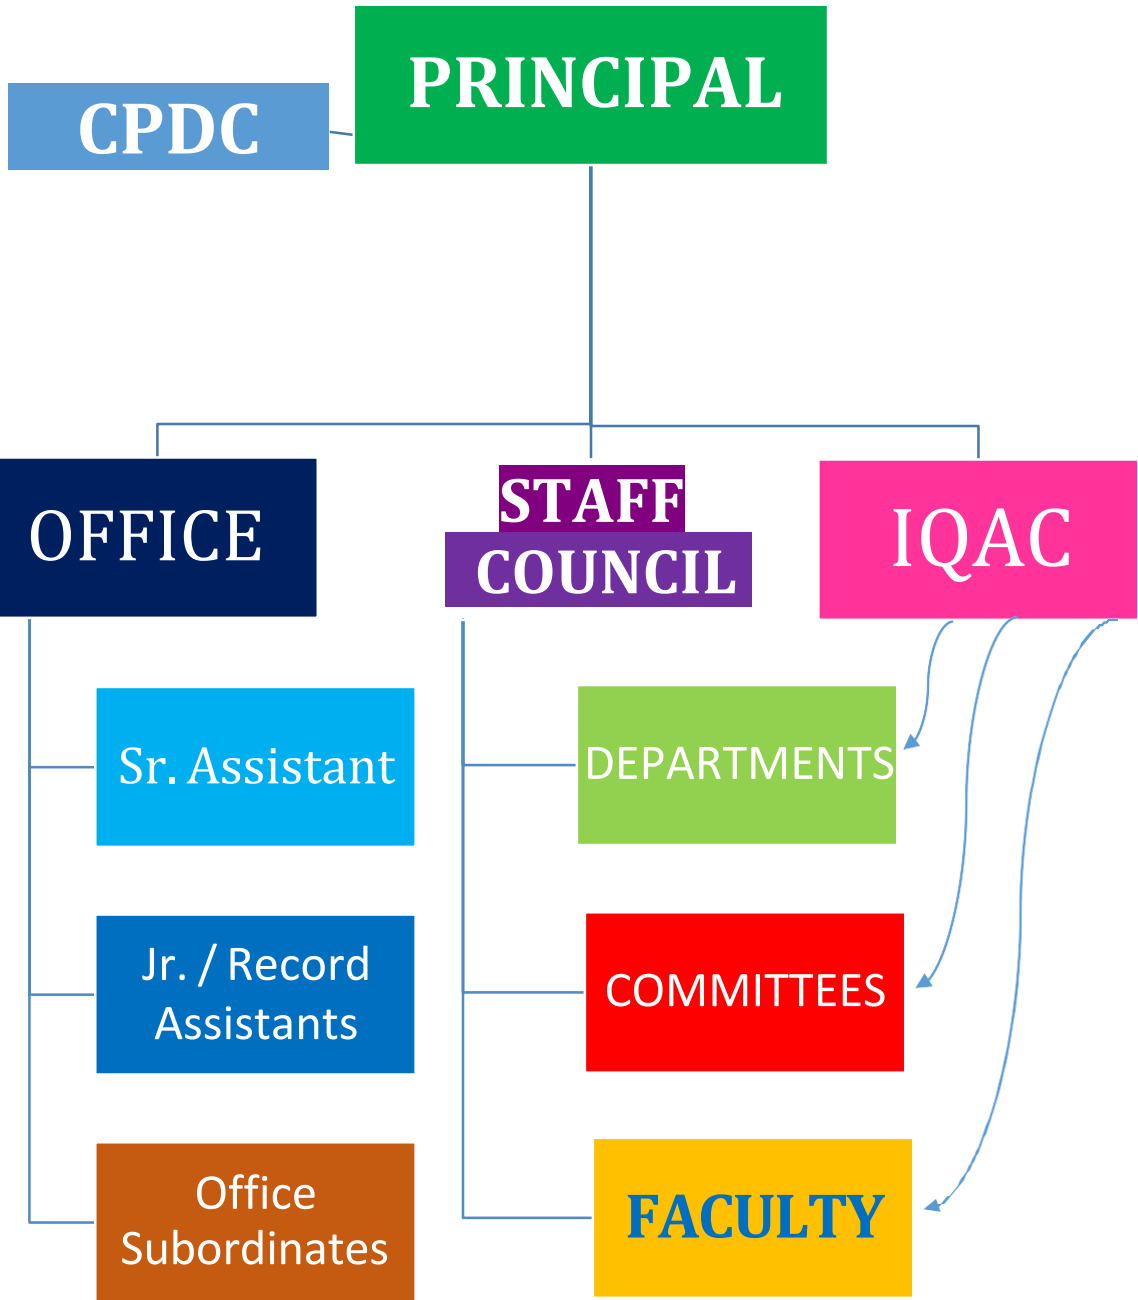 PRINCIPAL
CPDC
OFFICE
STAFF
COUNCIL
IQAC
Sr. Assistant
DEPARTMENTS
Jr. / Record
Assistants
COMMITTEES
Office
Subordinates
FACULTY